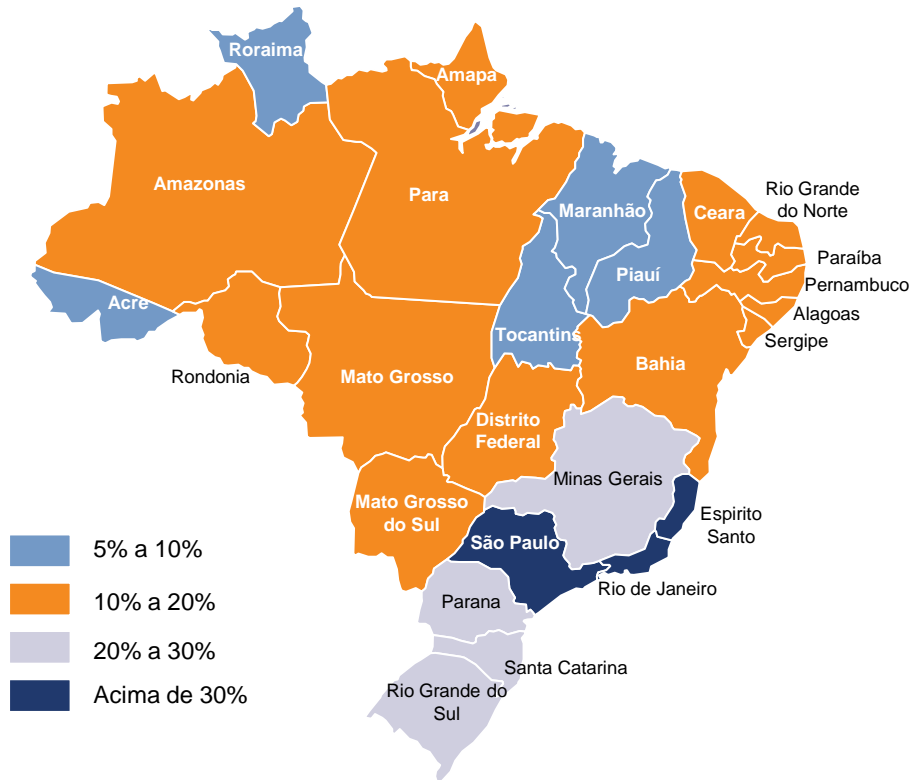 Roraima
Amapa
Amazonas
Para
Maranhão
Ceara
Rio Grande
do Norte
Paraíba
Piauí
Pernambuco
Acre
Alagoas
Tocantins
Sergipe
Rondonia
Mato Grosso
Bahia
Distrito
Federal
Minas Gerais
Mato Grosso
do Sul
Espirito
Santo
São Paulo
Rio de Janeiro
Parana
Santa Catarina
Rio Grande do
Sul
5% a 10%
10% a 20%
20% a 30%
Acima de 30%